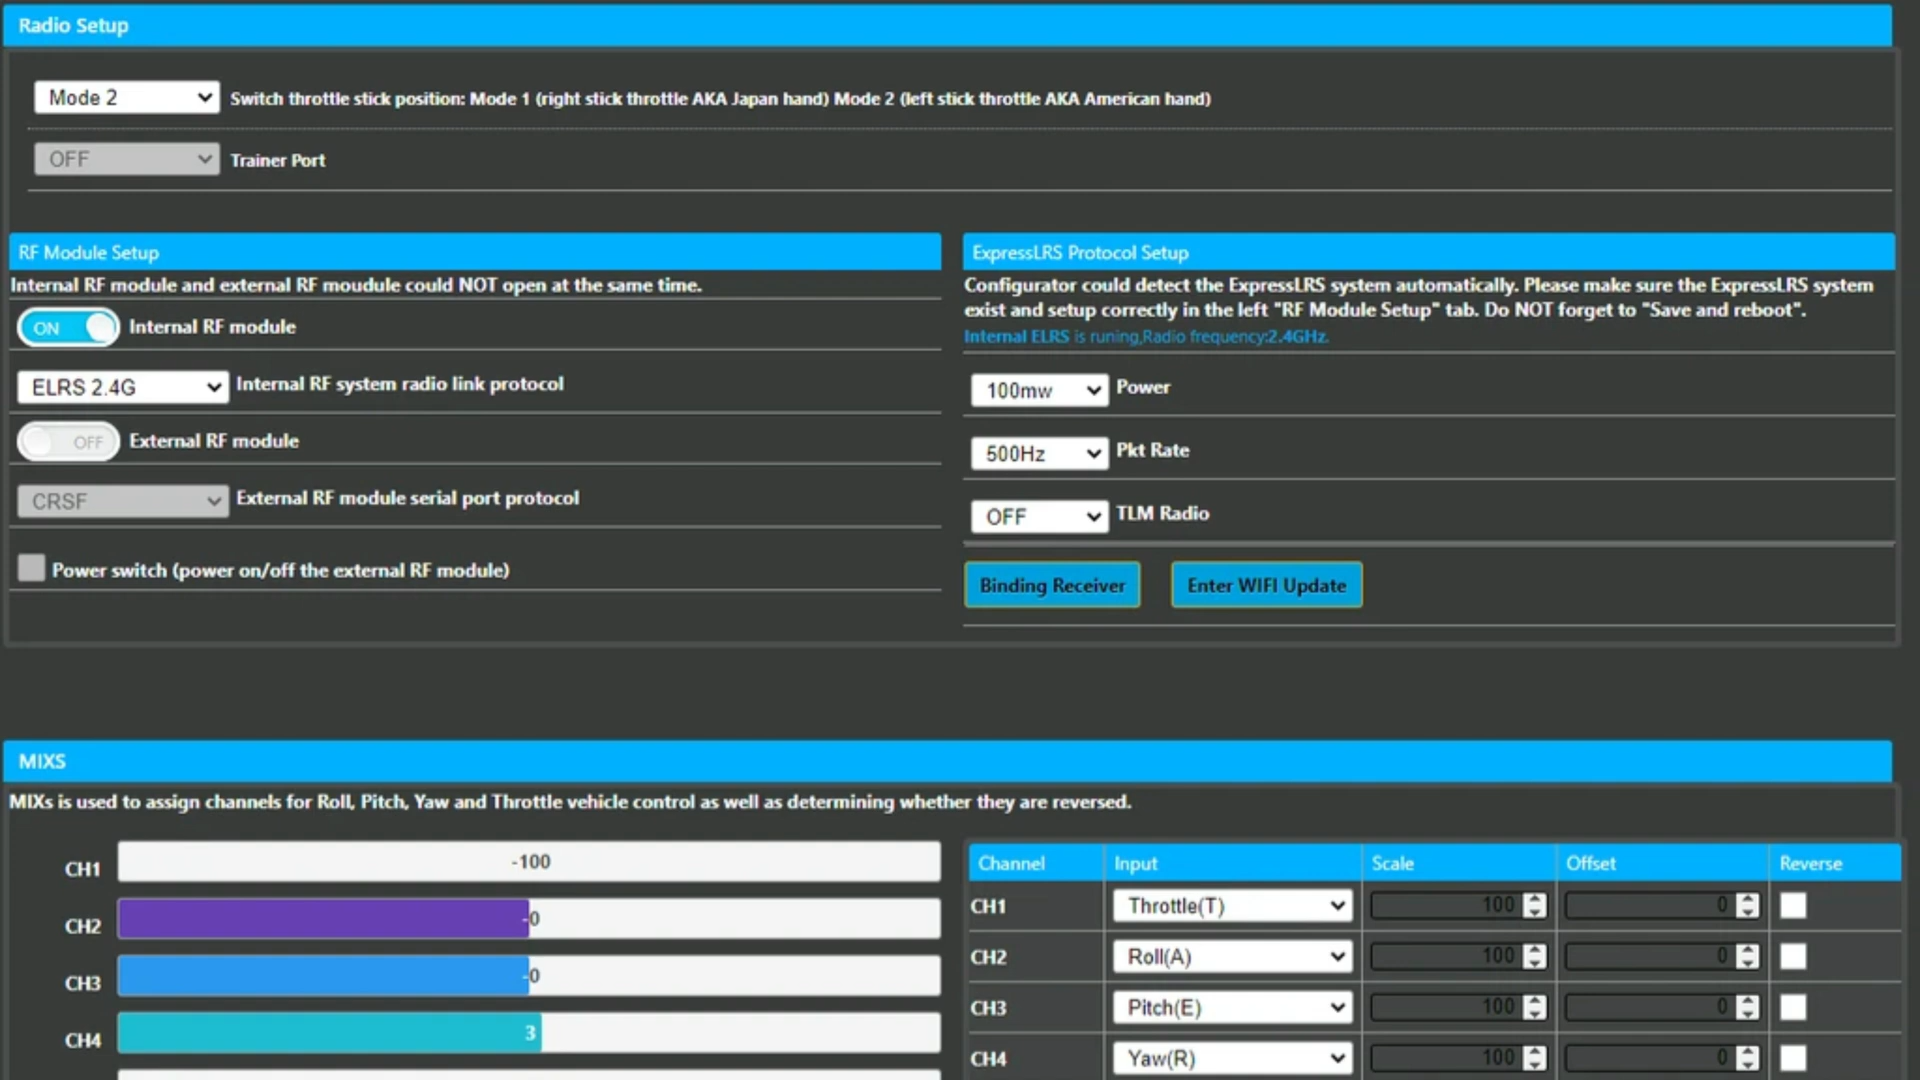 Radio Setup
Mode 2 Switch throttle stick position: Mode 1 (right stick throttle AKA Japan hand) Mode 2 (left stick throttle AKA American hand)
OFF Trainer Port
RF Module Setup
Internal RF module and external RF moudule could NOT open at the same time.
ON Internal RF module
ELRS 2.4G Internal RF system radio link protocol
OFF External RF module
CRSF External RF module serial port protocol
Power switch (power on/off the external RF module)
ExpressLRS Protocol Setup
Configurator could detect the ExpressLRS system automatically. Please make sure the ExpressLRS system
exist and setup correctly in the left "RF Module Setup" tab. Do NOT forget to "Save and reboot".
Internal ELRS is runing,Radio frequency:2.4GHz.
100mw Power
500Hz Pkt Rate
OFF TLM Radio
Binding Receiver Enter WIFI Update
MIXS
MIXs is used to assign channels for Roll, Pitch, Yaw and Throttle vehicle control as well as determining whether they are reversed.
CH1 -100
CH2 -0
CH3 -0
CH4 3
Channel Input Scale Offset Reverse
CH1 Throttle(T) 100 0
CH2 Roll(A) 100 0
CH3 Pitch(E) 100 0
CH4 Yaw(R) 100 0